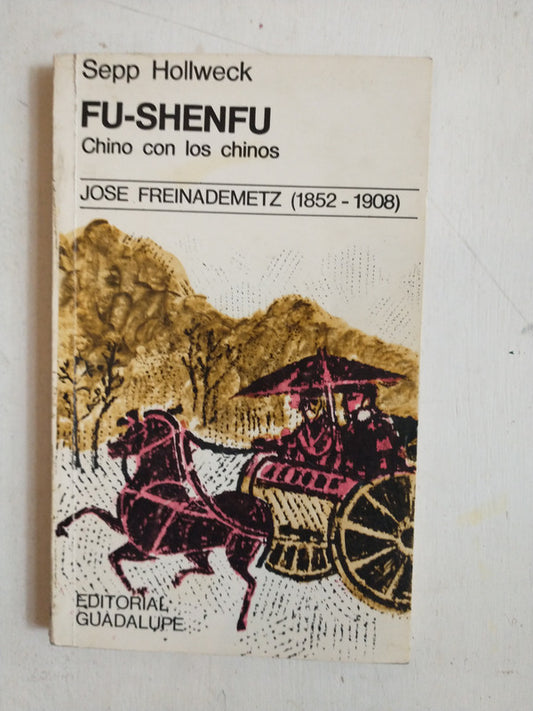 Sepp Hollweck
FU-SHENFU
Chino con los chinos
JOSE FREINADEMETZ (1852 - 1908)
EDITORIAL
GUADALUPE